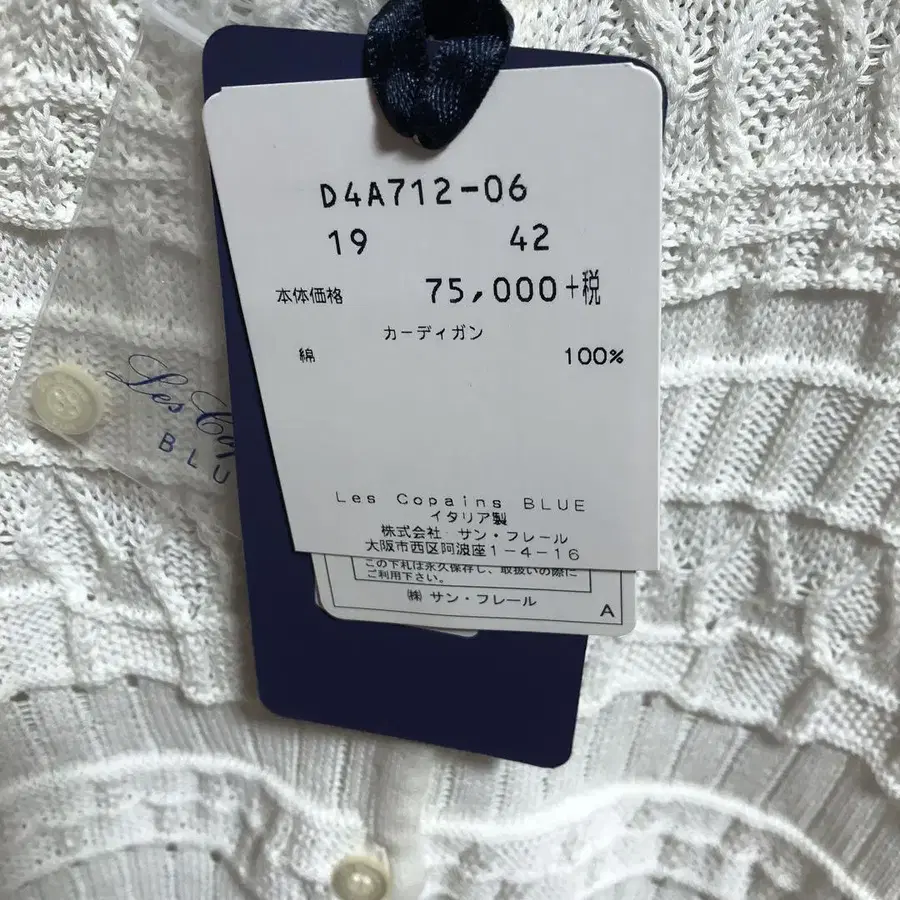 D4A712-06
19 42
本体価格 75,000+税
カーディガン
綿 100%
Les Copains BLUE
イタリア製
株式会社 サン・フレール
大阪市西区阿波座1-4-16
この下札は永久保存し、取扱いの際に
ご利用下さい。
㈱ サン・フレール
A
Les
BLU